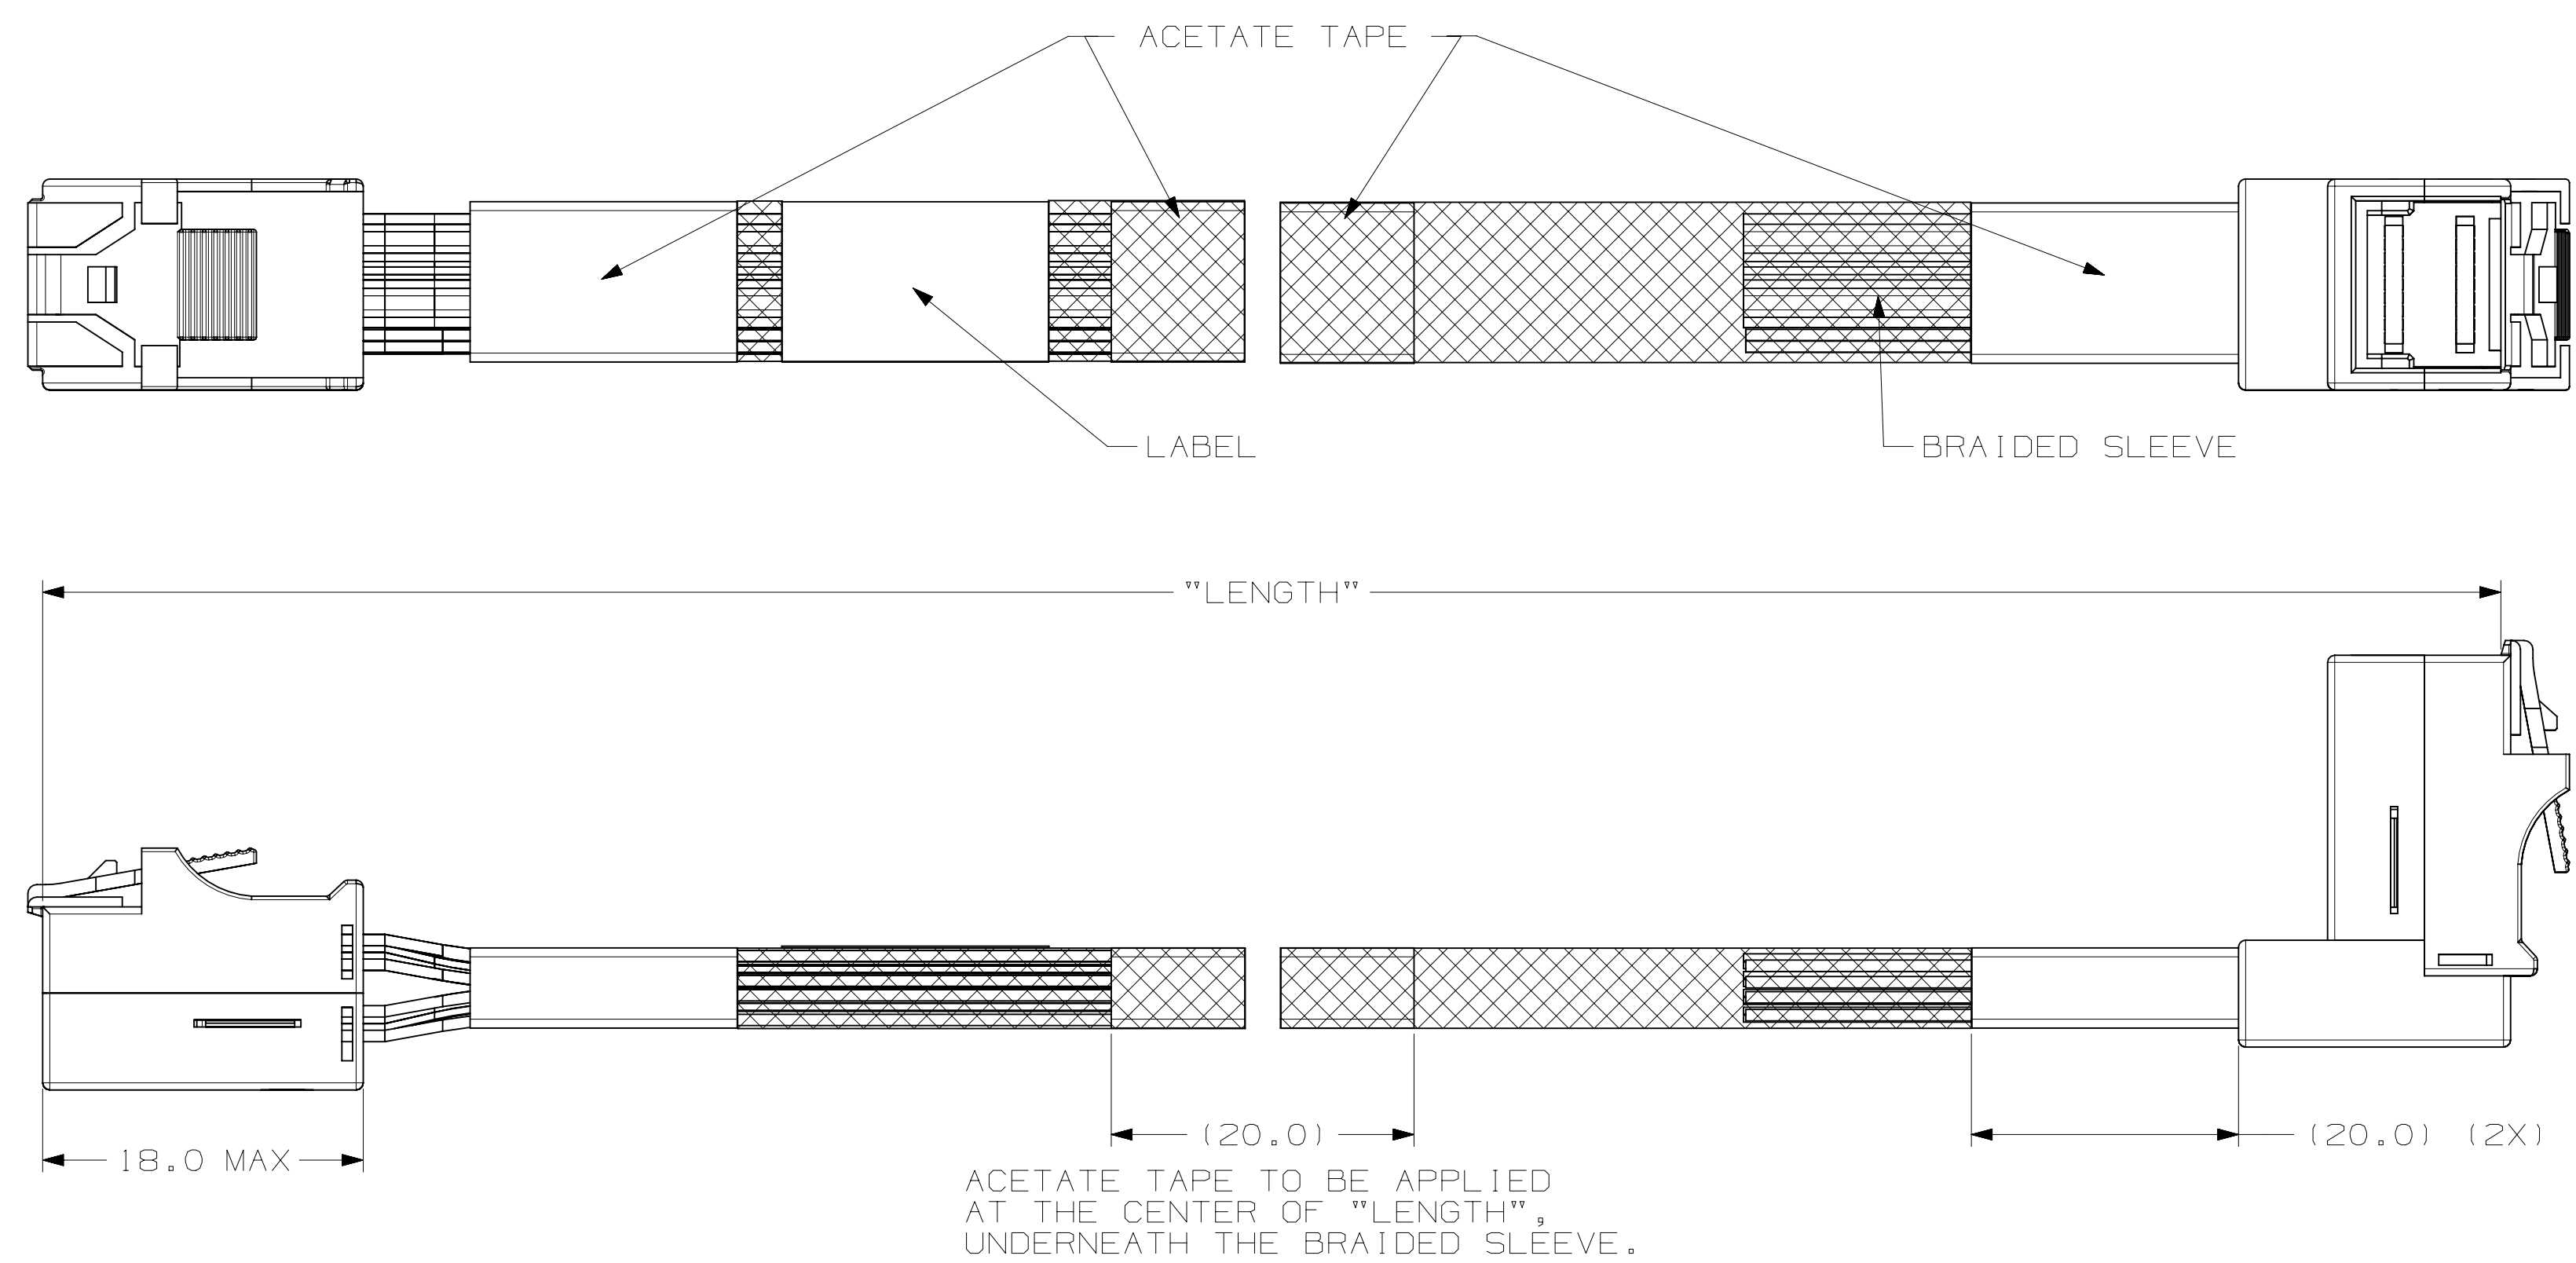 ACETATE TAPE
LABEL
BRAIDED SLEEVE
"LENGTH"
18.0 MAX
(20.0)
(20.0) (2X)
ACETATE TAPE TO BE APPLIED
AT THE CENTER OF "LENGTH",
UNDERNEATH THE BRAIDED SLEEVE.